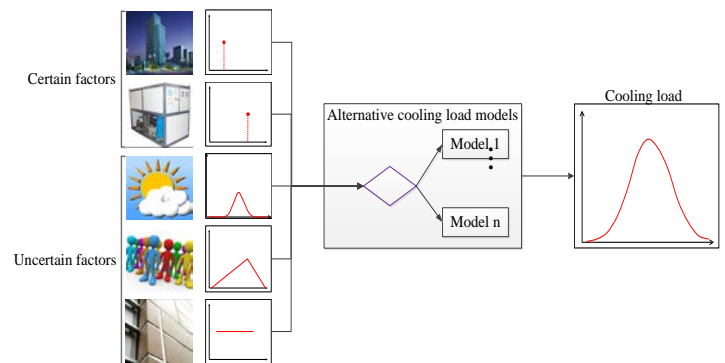 Certain factors
Uncertain factors
Alternative cooling load models
Model 1
Model n
Cooling load